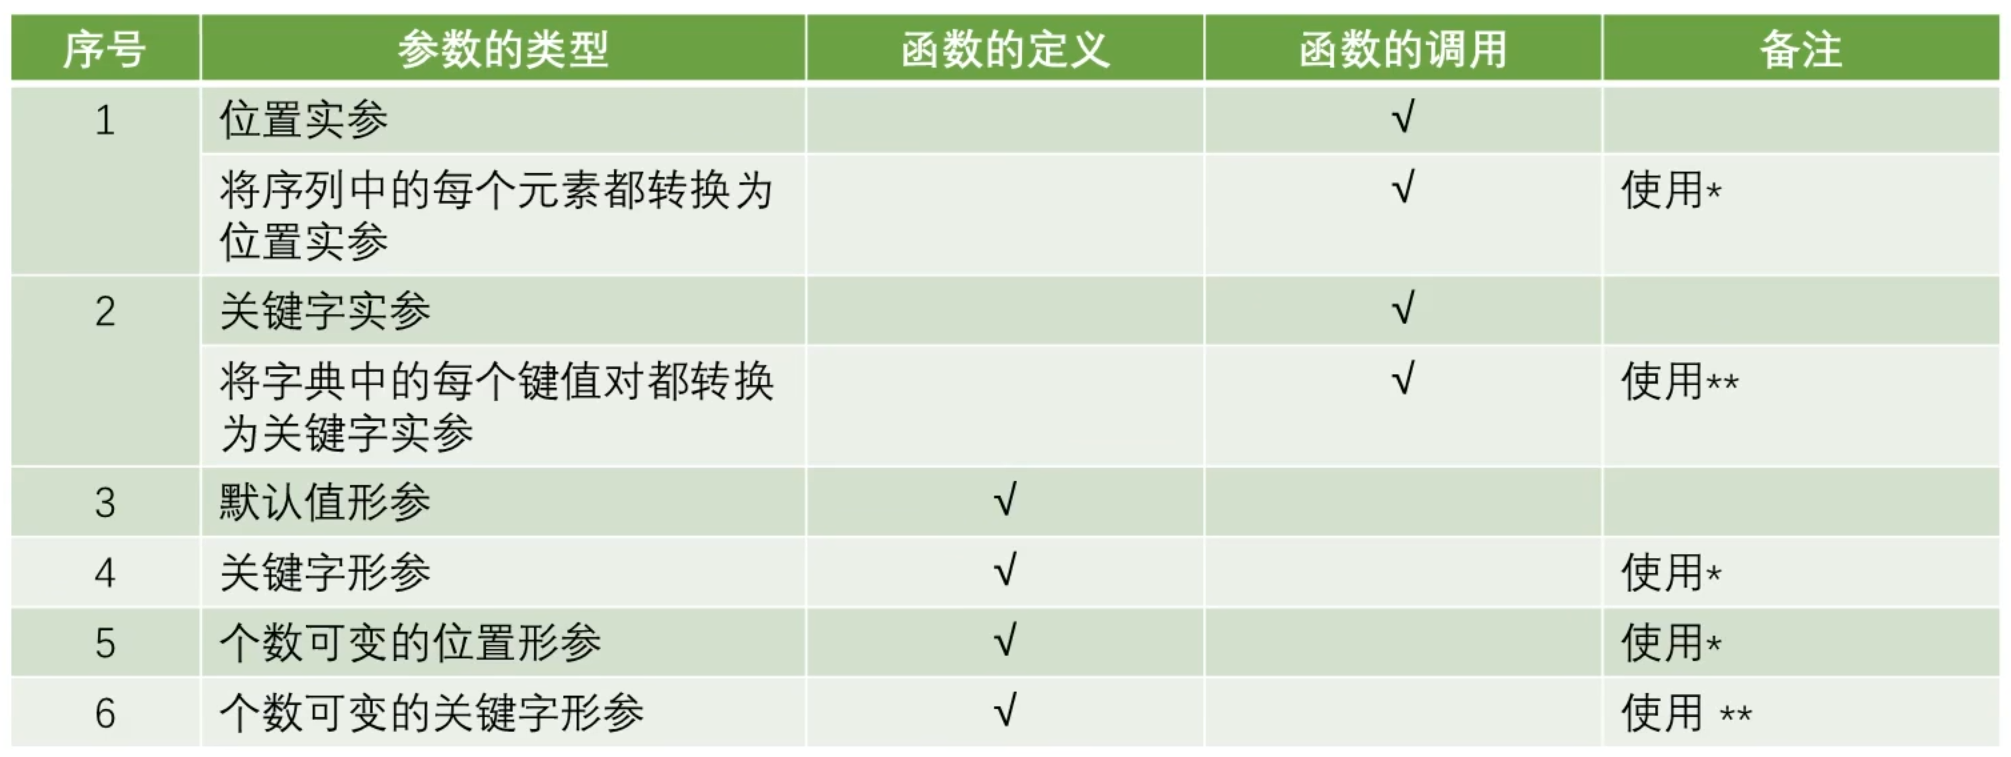 序号 参数的类型 函数的定义 函数的调用 备注
1 位置实参 √
将序列中的每个元素都转换为 √ 使用*
位置实参
2 关键字实参 √
将字典中的每个键值对都转换 √ 使用**
为关键字实参
3 默认值形参 √
4 关键字形参 √ 使用*
5 个数可变的位置形参 √ 使用*
6 个数可变的关键字形参 √ 使用 **